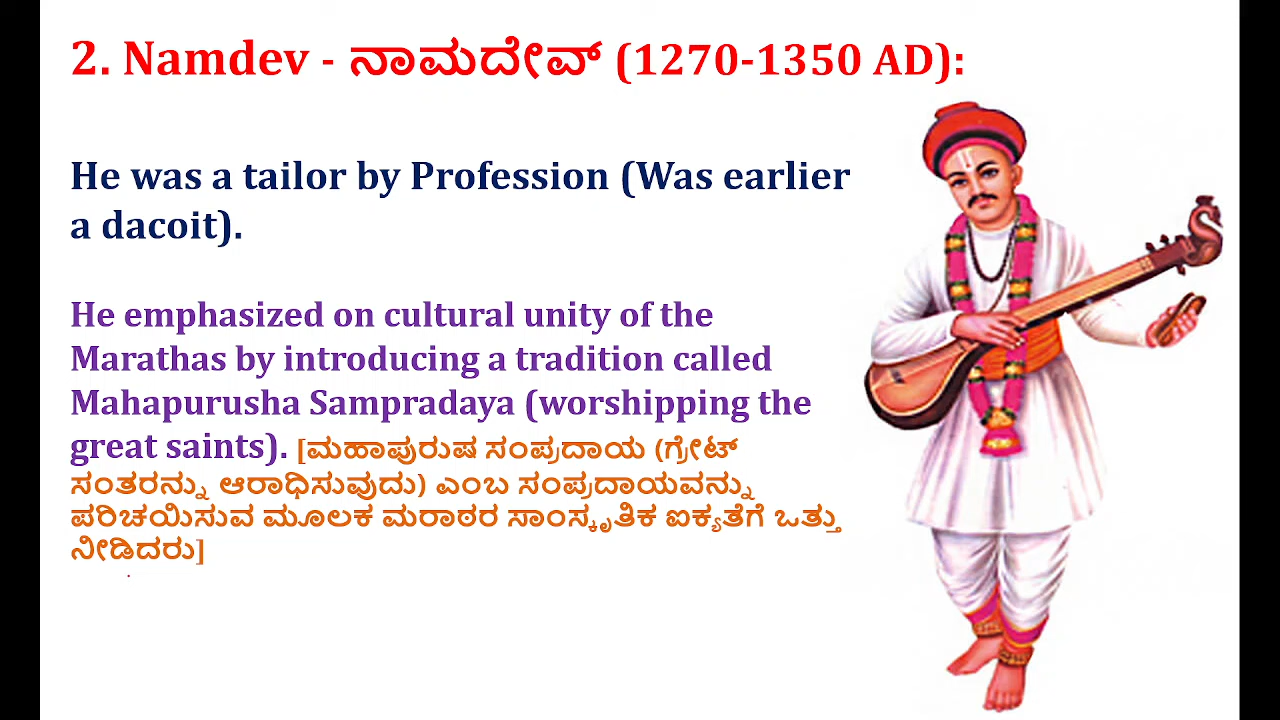 2. Namdev - ನಾಮದೇವ್ (1270-1350 AD):
He was a tailor by Profession (Was earlier
a dacoit).
He emphasized on cultural unity of the
Marathas by introducing a tradition called
Mahapurusha Sampradaya (worshipping the
great saints). [ಮಹಾಪುರುಷ ಸಂಪ್ರದಾಯ (ಗ್ರೇಟ್
ಸಂತರನ್ನು ಆರಾಧಿಸುವುದು) ಎಂಬ ಸಂಪ್ರದಾಯವನ್ನು
ಪರಿಚಯಿಸುವ ಮೂಲಕ ಮರಾಠರ ಸಾಂಸ್ಕೃತಿಕ ಐಕ್ಯತೆಗೆ ಒತ್ತು
ನೀಡಿದರು]